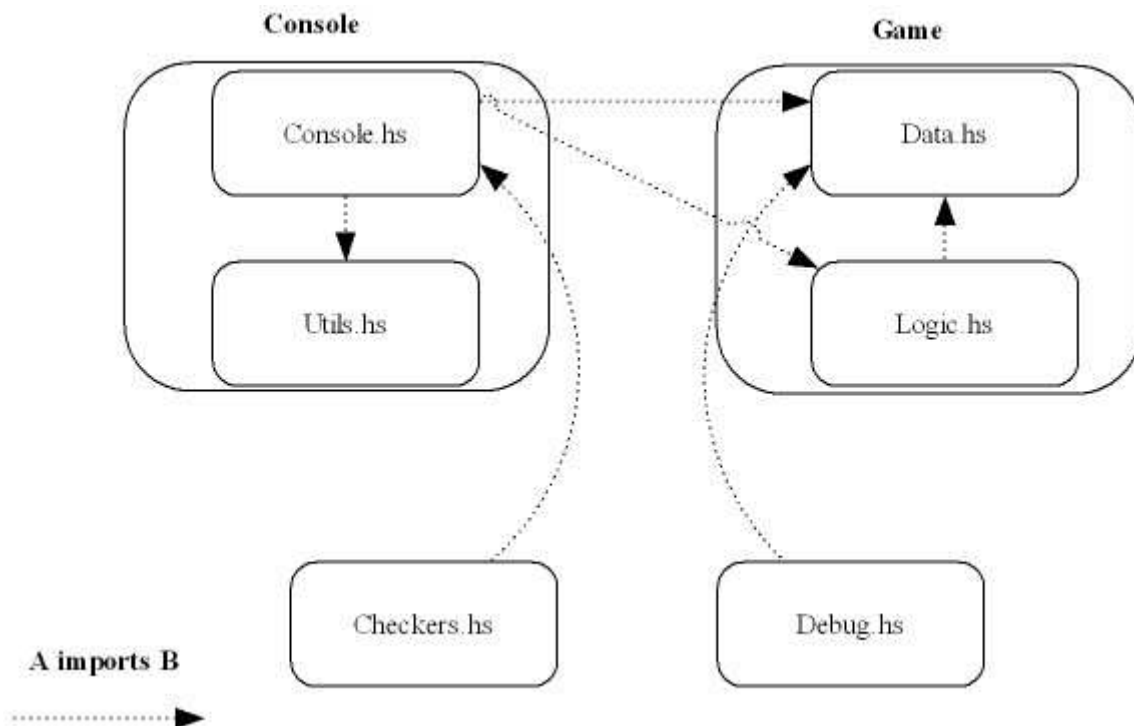 Console
Game
Console.hs
Data.hs
Utils.hs
Logic.hs
Checkers.hs
Debug.hs
A imports B